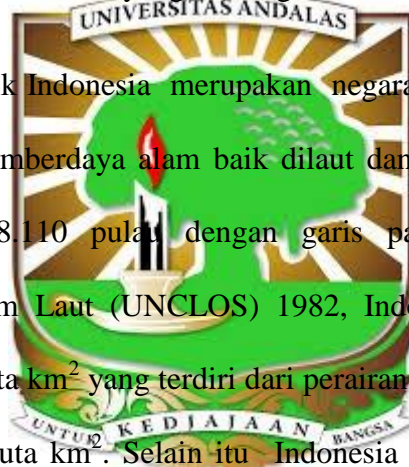 UNIVERSITAS ANDALAS
k Indonesia merupakan negara
mberdaya alam baik dilaut dan
8.110 pulau dengan garis pa
m Laut (UNCLOS) 1982, Indo
ta km² yang terdiri dari perairan
UNTUK KEDJAJAAN BANGSA
uta km². Selain itu Indonesia